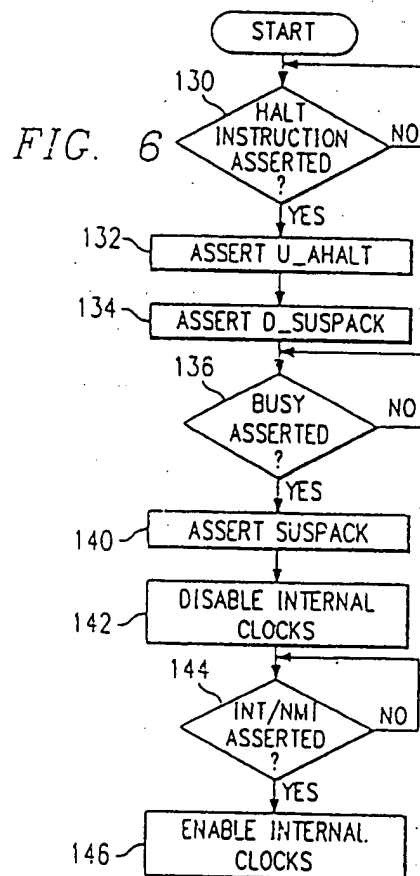 START
130
HALT
INSTRUCTION
ASSERTED
?
NO
FIG. 6
YES
132
ASSERT U_AHALT
134
ASSERT D_SUSPACK
136
BUSY
ASSERTED
?
NO
YES
140
ASSERT SUSPACK
142
DISABLE INTERNAL
CLOCKS
144
INT/NMI
ASSERTED
?
NO
YES
146
ENABLE INTERNAL
CLOCKS